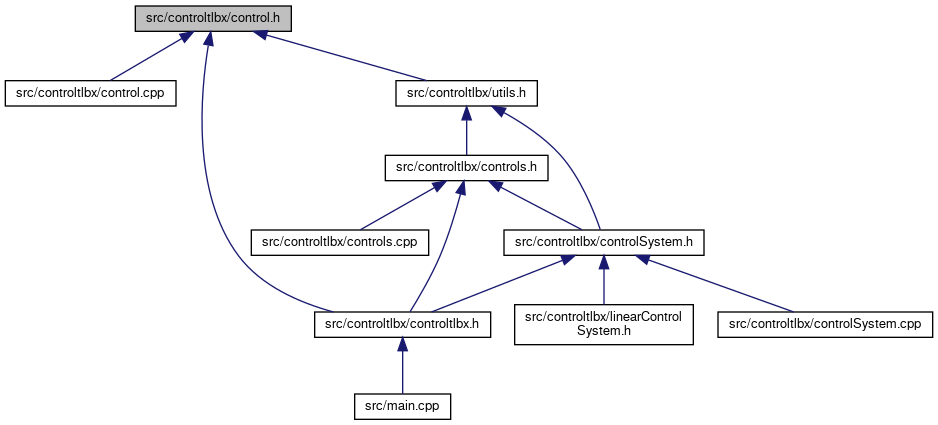 src/controltlbx/control.h
src/controltlbx/control.cpp
src/controltlbx/utils.h
src/controltlbx/controls.h
src/controltlbx/controls.cpp
src/controltlbx/controlSystem.h
src/controltlbx/controltlbx.h
src/controltlbx/linearControl
System.h
src/controltlbx/controlSystem.cpp
src/main.cpp